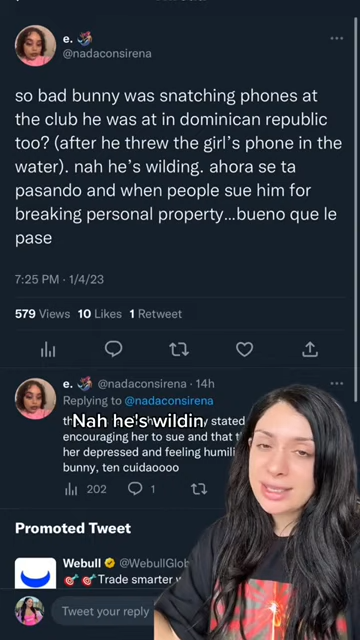 e.
@nadaconsirena
so bad bunny was snatching phones at
the club he was at in dominican republic
too? (after he threw the girl's phone in the
water). nah he's wilding. ahora se ta
pasando and when people sue him for
breaking personal property...bueno que le
pase
7:25 PM · 1/4/23
579 Views 10 Likes 1 Retweet
e. @nadaconsirena · 14h
Replying to @nadaconsirena
Nah he's wildin
stated
encouraging her to sue and that
her depressed and feeling humili
bunny, ten cuidaoooo
202 1
Promoted Tweet
Webull @WebullGlob
Trade smarter w
Tweet your reply